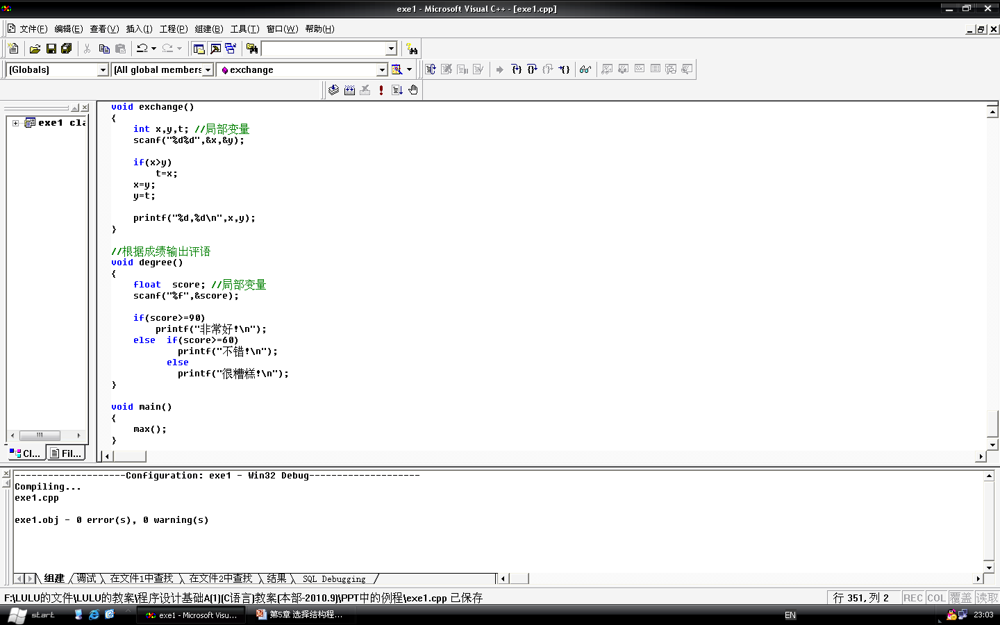 exe1 - Microsoft Visual C++ - [exe1.cpp]
文件(F) 编辑(E) 查看(V) 插入(I) 工程(P) 组建(B) 工具(T) 窗口(W) 帮助(H)
(Globals) (All global members exchange
exe1 cla
void exchange()
{
int x,y,t; //局部变量
scanf("%d%d",&x,&y);
if(x>y)
t=x;
x=y;
y=t;
printf("%d,%d\n",x,y);
}
//根据成绩输出评语
void degree()
{
float  score; //局部变量
scanf("%f",&score);
if(score>=90)
printf("非常好!\n");
else  if(score>=60)
printf("不错!\n");
else
printf("很糟糕!\n");
}
void main()
{
max();
}
Cl... Fil...
--------------------Configuration: exe1 - Win32 Debug--------------------
Compiling...
exe1.cpp
exe1.obj - 0 error(s), 0 warning(s)
组建 调试 在文件1中查找 在文件2中查找 结果 SQL Debugging
F:\LULU的文件\LULU的教案\程序设计基础A(1)(C语言)教案(本部-2010.9)\PPT中的例程\exe1.cpp 已保存 行 351, 列 2 REC COL 覆盖 读取
start exe1 - Microsoft Visu... 第5章 选择结构程... EN 23:03